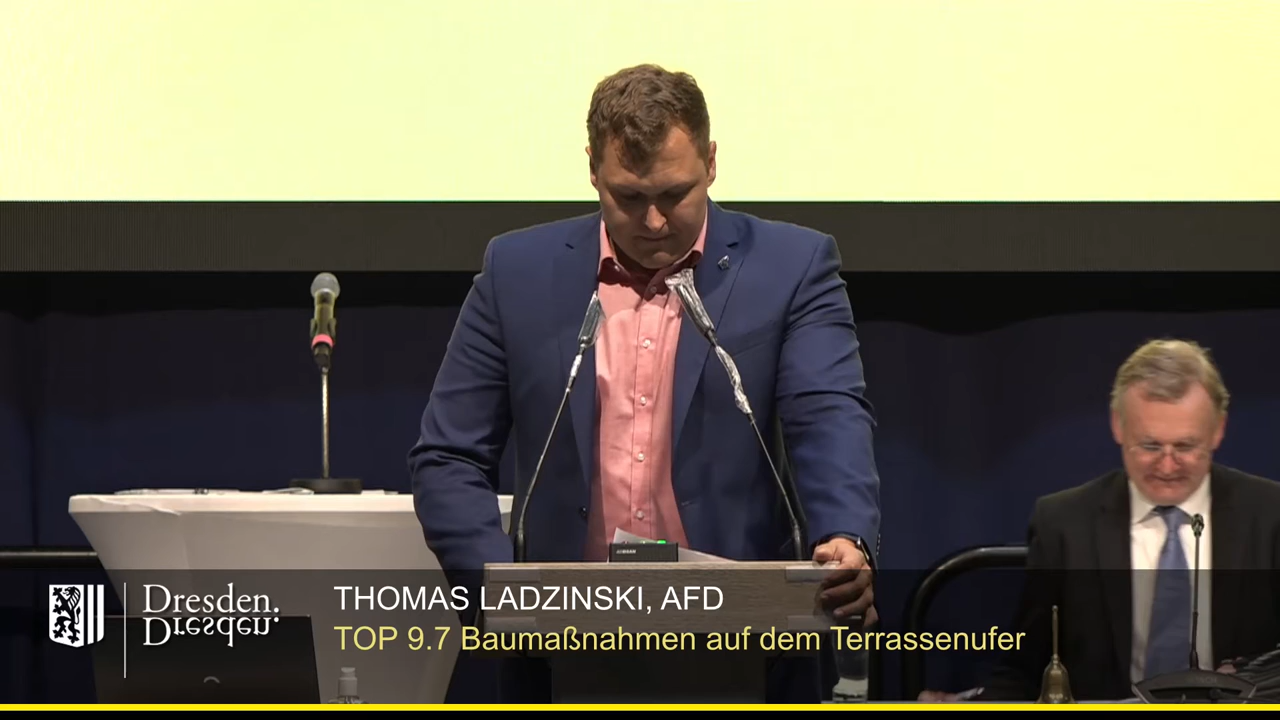 Dresden.
Dresden.
THOMAS LADZINSKI, AFD
TOP 9.7 Baumaßnahmen auf dem Terrassenufer